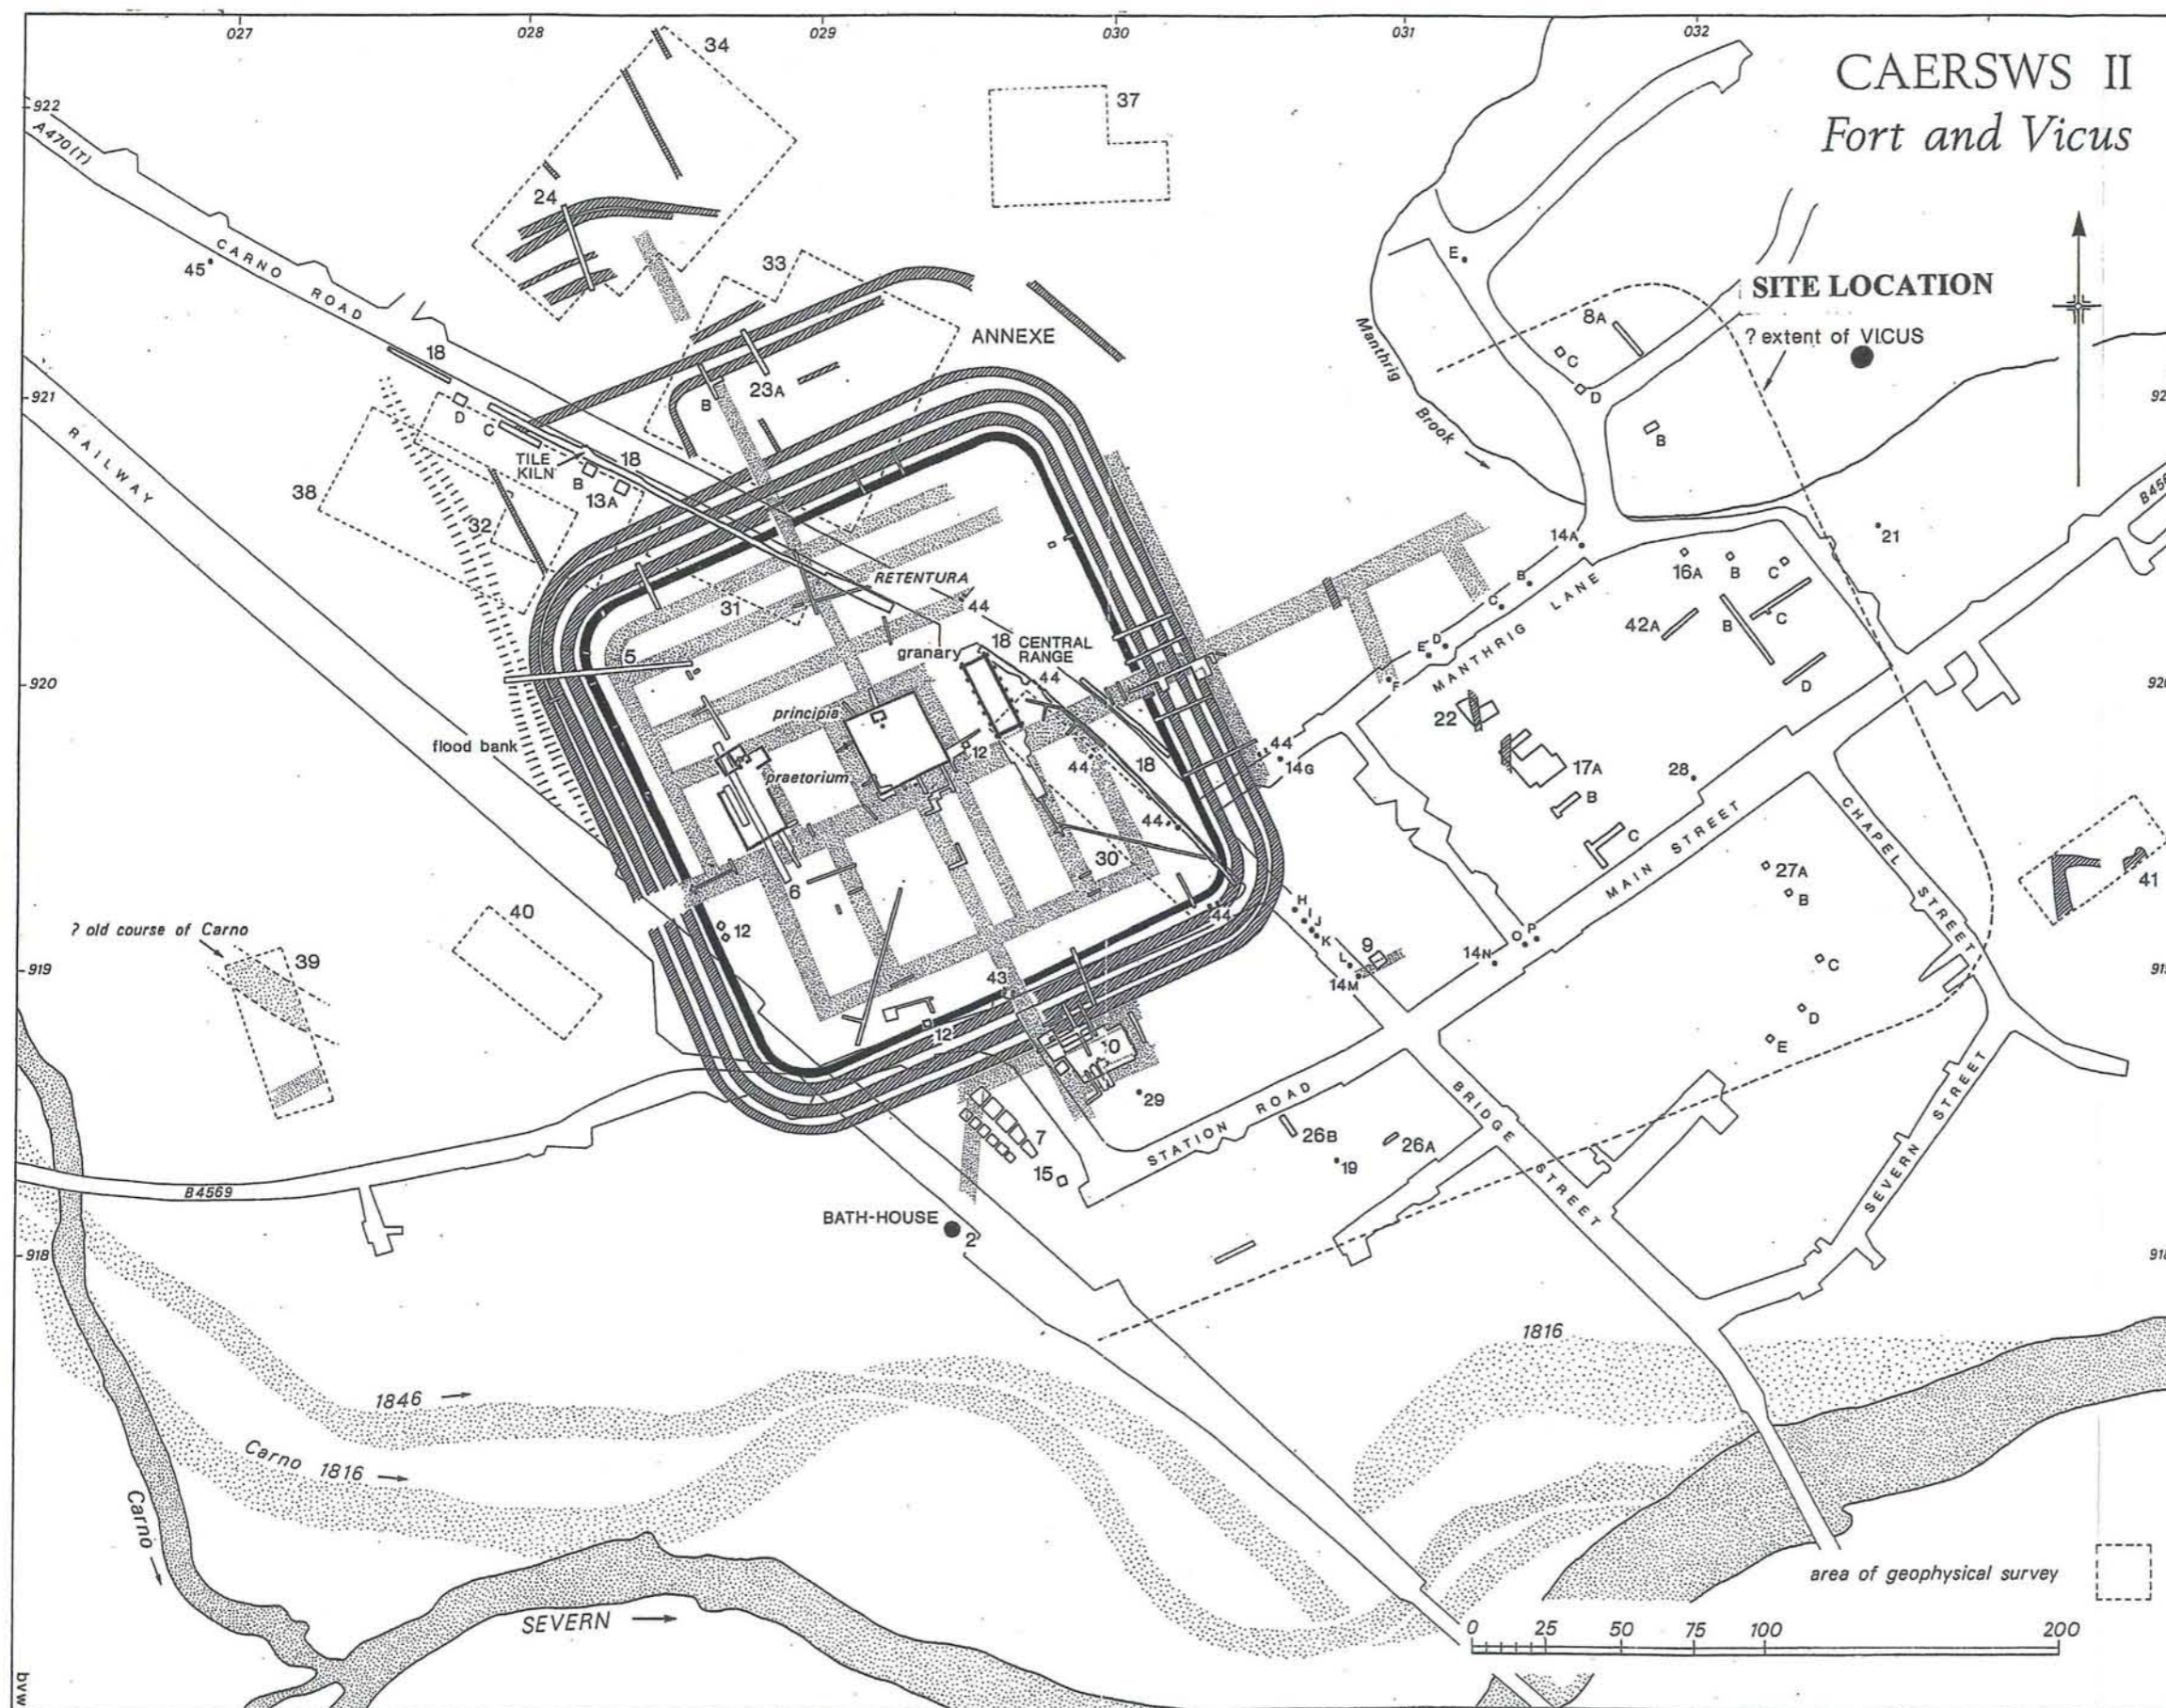 027
028
029
030
031
032
CAERSWS II
Fort and Vicus
34
37
922
A470(T)
24
CARNO
ROAD
45
33
E
SITE LOCATION
8A
? extent of VICUS
ANNEXE
Manthrig
Brook
C
D
18
23A
B
921
RAILWAY
D
C
TILE
KILN
18
B
13A
B
38
32
14A
21
16A
B
C
RETENTURA
44
31
B
C
MANTHRIG LANE
42A
B
C
D
5
granary
18
CENTRAL
RANGE
44
E
D
F
920
22
principia
12
flood bank
praetorium
44
18
44
14G
17A
28
B
C
MAIN STREET
CHAPEL STREET
44
30
6
27A
B
41
40
12
44
H
I
J
K
L
14M
9
O
P
14N
? old course of Carno
39
919
43
12
C
D
E
29
STATION ROAD
BRIDGE STREET
SEVERN STREET
7
15
26B
26A
19
B4569
BATH-HOUSE
2
918
1816
1846
Carno 1816
Carno
SEVERN
area of geophysical survey
0
25
50
75
100
200
bvw